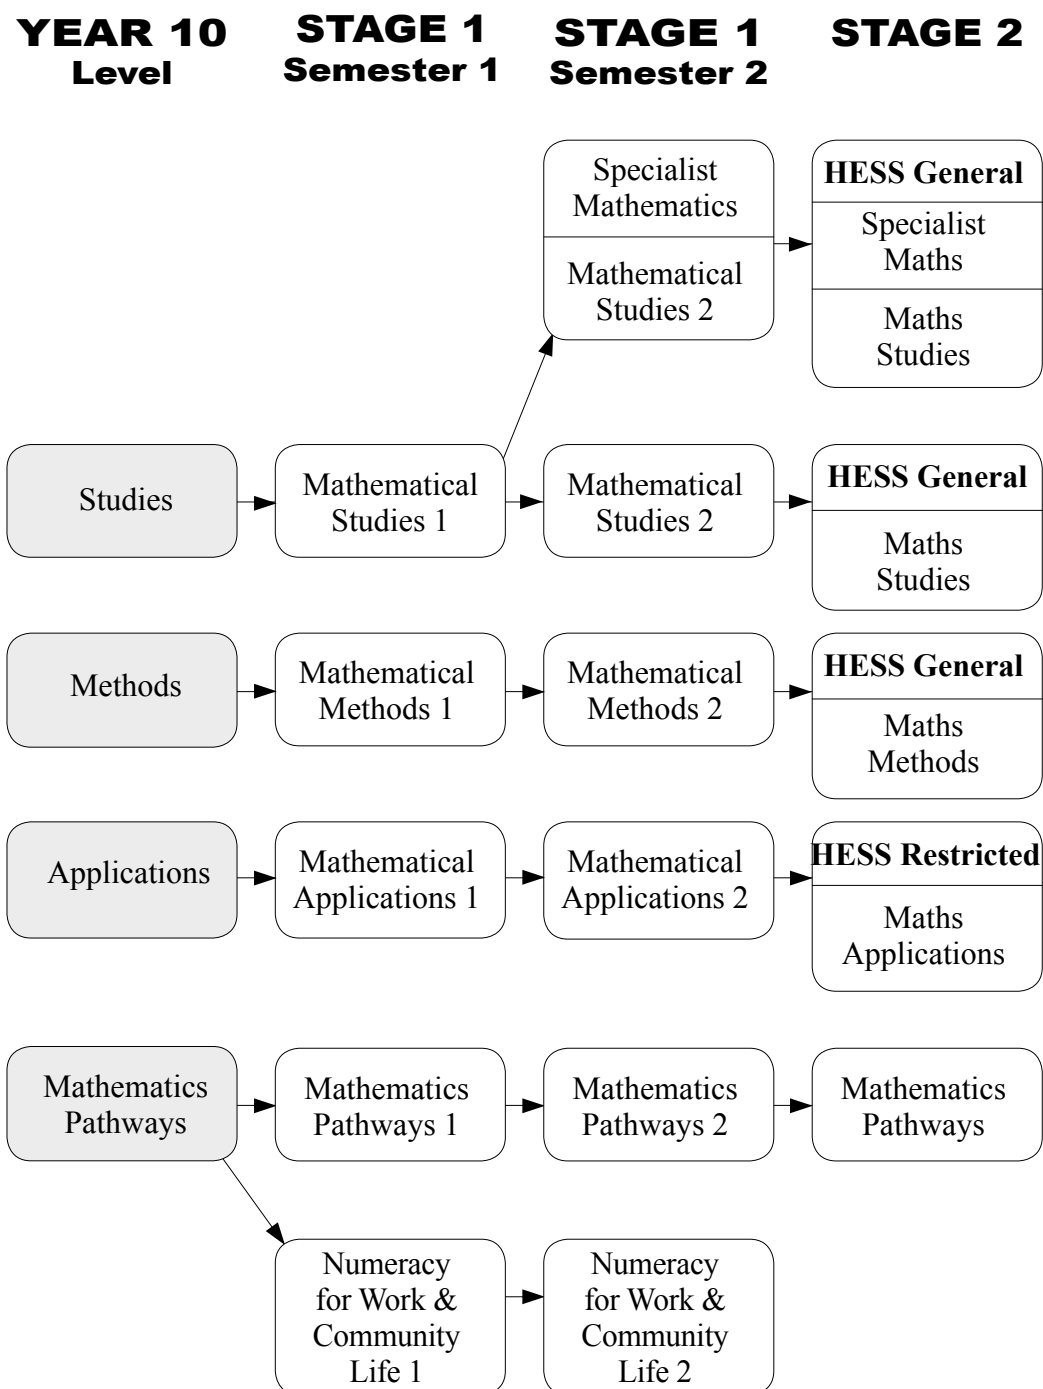 YEAR 10
Level
STAGE 1
Semester 1
STAGE 1
Semester 2
STAGE 2
Specialist
Mathematics
Mathematical
Studies 2
HESS General
Specialist
Maths
Maths
Studies
Studies
Mathematical
Studies 1
Mathematical
Studies 2
HESS General
Maths
Studies
Methods
Mathematical
Methods 1
Mathematical
Methods 2
HESS General
Maths
Methods
Applications
Mathematical
Applications 1
Mathematical
Applications 2
HESS Restricted
Maths
Applications
Mathematics
Pathways
Mathematics
Pathways 1
Mathematics
Pathways 2
Mathematics
Pathways
Numeracy
for Work &
Community
Life 1
Numeracy
for Work &
Community
Life 2